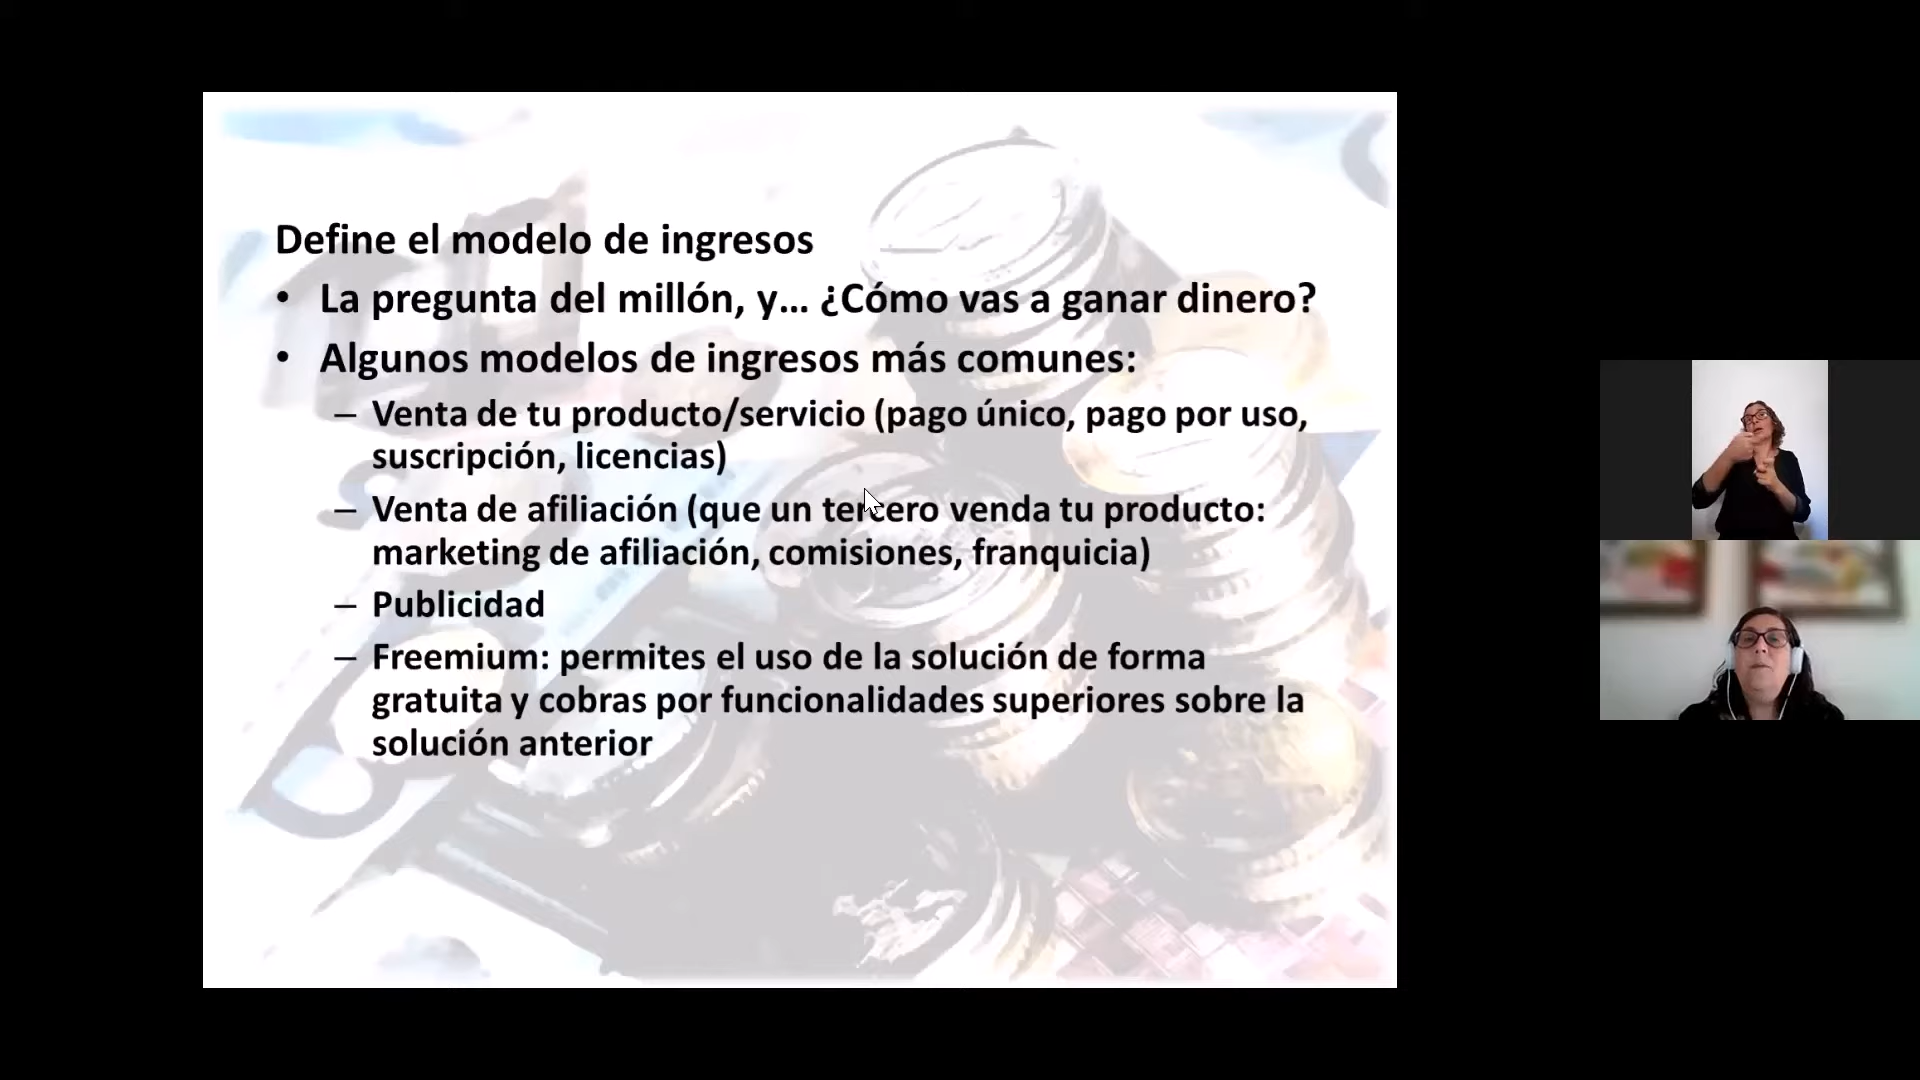 Define el modelo de ingresos
• La pregunta del millón, y... ¿Cómo vas a ganar dinero?
• Algunos modelos de ingresos más comunes:
– Venta de tu producto/servicio (pago único, pago por uso,
suscripción, licencias)
– Venta de afiliación (que un tercero venda tu producto:
marketing de afiliación, comisiones, franquicia)
– Publicidad
– Freemium: permites el uso de la solución de forma
gratuita y cobras por funcionalidades superiores sobre la
solución anterior